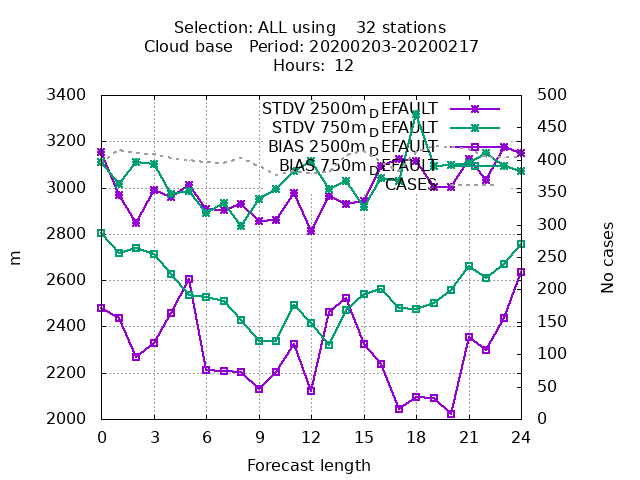 Selection: ALL using    32 stations
Cloud base   Period: 20200203-20200217
Hours: 12
STDV 2500m_DEFAULT
STDV 750m_DEFAULT
BIAS 2500m_DEFAULT
BIAS 750m_DEFAULT
CASES
3400
3200
3000
2800
2600
2400
2200
2000
m
500
450
400
350
300
250
200
150
100
50
0
No cases
0 3 6 9 12 15 18 21 24
Forecast length